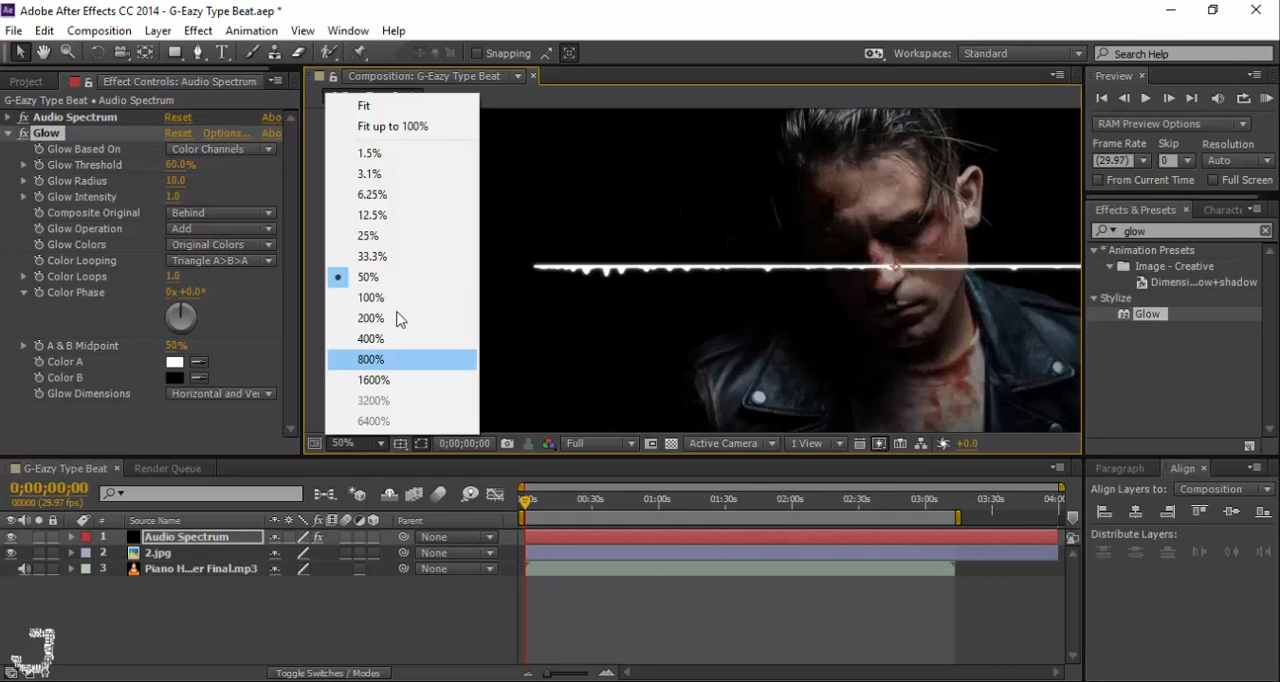 Adobe After Effects CC 2014 - G-Eazy Type Beat.aep *
File Edit Composition Layer Effect Animation View Window Help
Snapping
Workspace: Standard
Search Help
Project Effect Controls: Audio Spectrum
Composition: G-Eazy Type Beat
Preview
G-Eazy Type Beat • Audio Spectrum
fx Audio Spectrum Reset Abo
fx Glow Reset Options... Abo
Glow Based On Color Channels
Glow Threshold 60.0%
Glow Radius 10.0
Glow Intensity 1.0
Composite Original Behind
Glow Operation Add
Glow Colors Original Colors
Color Looping Triangle A>B>A
Color Loops 1.0
Color Phase 0x+0.0°
A & B Midpoint 50%
Color A
Color B
Glow Dimensions Horizontal and Ve
Fit
Fit up to 100%
1.5%
3.1%
6.25%
12.5%
25%
33.3%
50%
100%
200%
400%
800%
1600%
3200%
6400%
RAM Preview Options
Frame Rate Skip Resolution
(29.97) 0 Auto
From Current Time Full Screen
Effects & Presets Characte
glow
* Animation Presets
Image - Creative
Dimensi...ow+shadow
Stylize
Glow
50% 0;00;00;00 Full Active Camera 1 View +0.0
G-Eazy Type Beat Render Queue
0;00;00;00
00000 (29.97 fps)
00:30s 01:00s 01:30s 02:00s 02:30s 03:00s 03:30s 04:0
# Source Name fx Parent
1 Audio Spectrum fx None
2 2.jpg None
3 Piano H...er Final.mp3 None
Toggle Switches / Modes
Paragraph Align
Align Layers to: Composition
Distribute Layers: